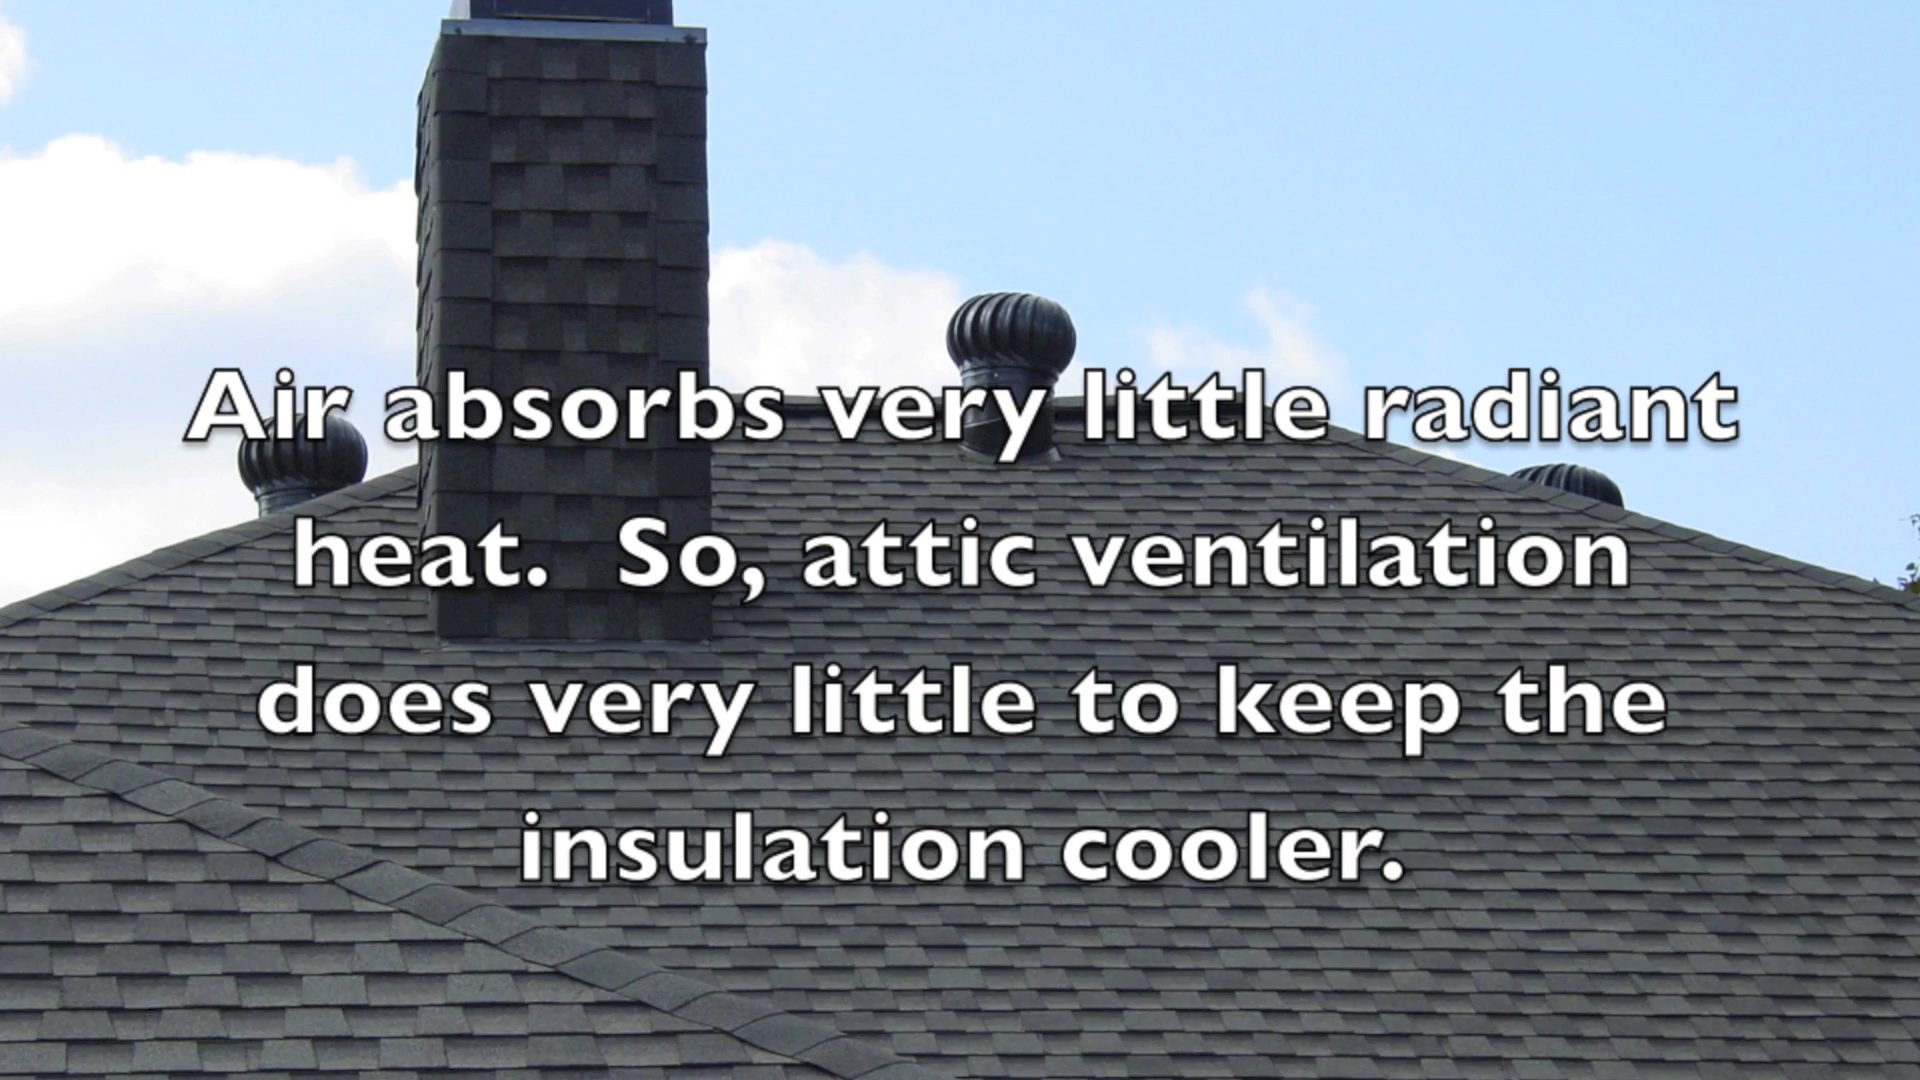 Air absorbs very little radiant
heat.  So, attic ventilation
does very little to keep the
insulation cooler.